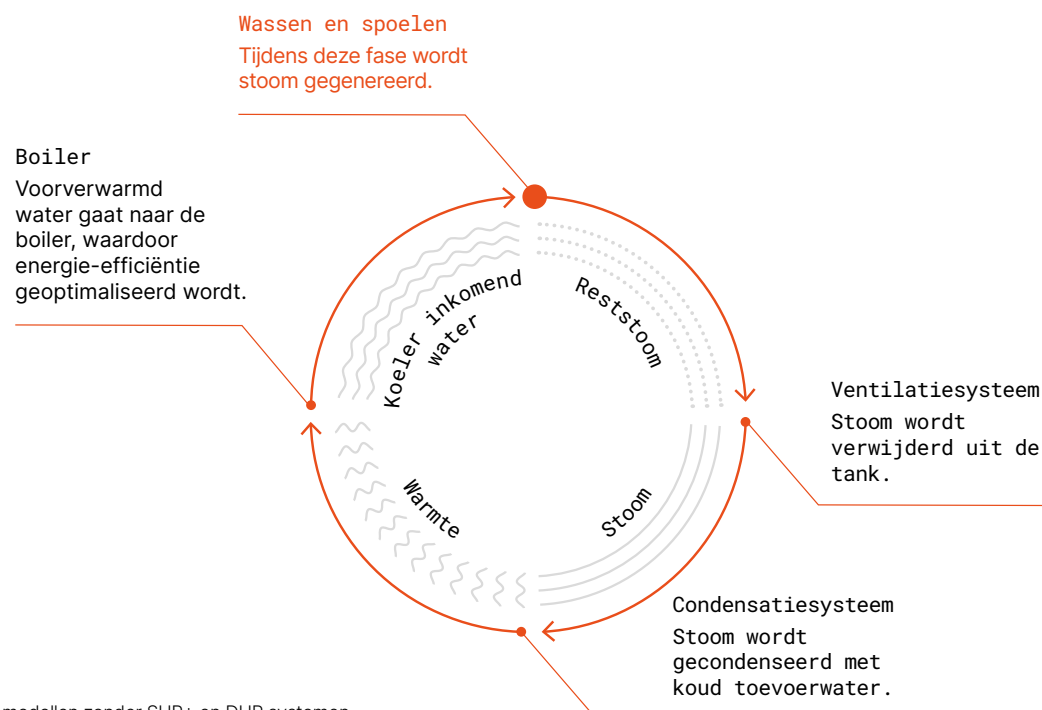 Wassen en spoelen
Tijdens deze fase wordt
stoom gegenereerd.
Boiler
Voorverwarmd
water gaat naar de
boiler, waardoor
energie-efficiëntie
geoptimaliseerd wordt.
Koeler inkomend
water
Reststoom
Ventilatiesysteem
Stoom wordt
verwijderd uit de
tank.
Warmte
Stoom
Condensatiesysteem
Stoom wordt
gecondenseerd met
koud toevoerwater.
modellen zonder